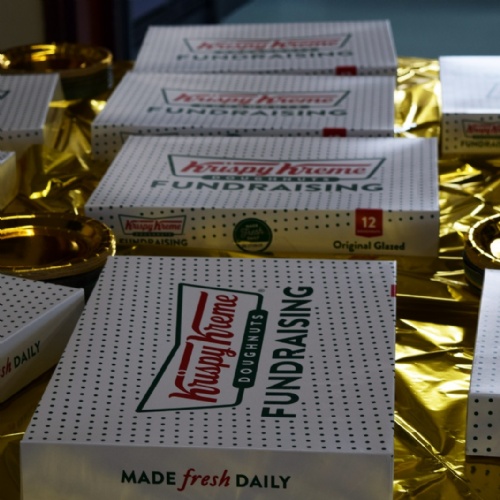 Krispy Kreme
FUNDRAISING
Krispy Kreme
FUNDRAISING
Krispy Kreme
FUNDRAISING
Krispy Kreme
FUNDRAISING
12
Original Glazed
Krispy Kreme
DOUGHNUTS
FUNDRAISING
MADE fresh DAILY
fresh DAILY